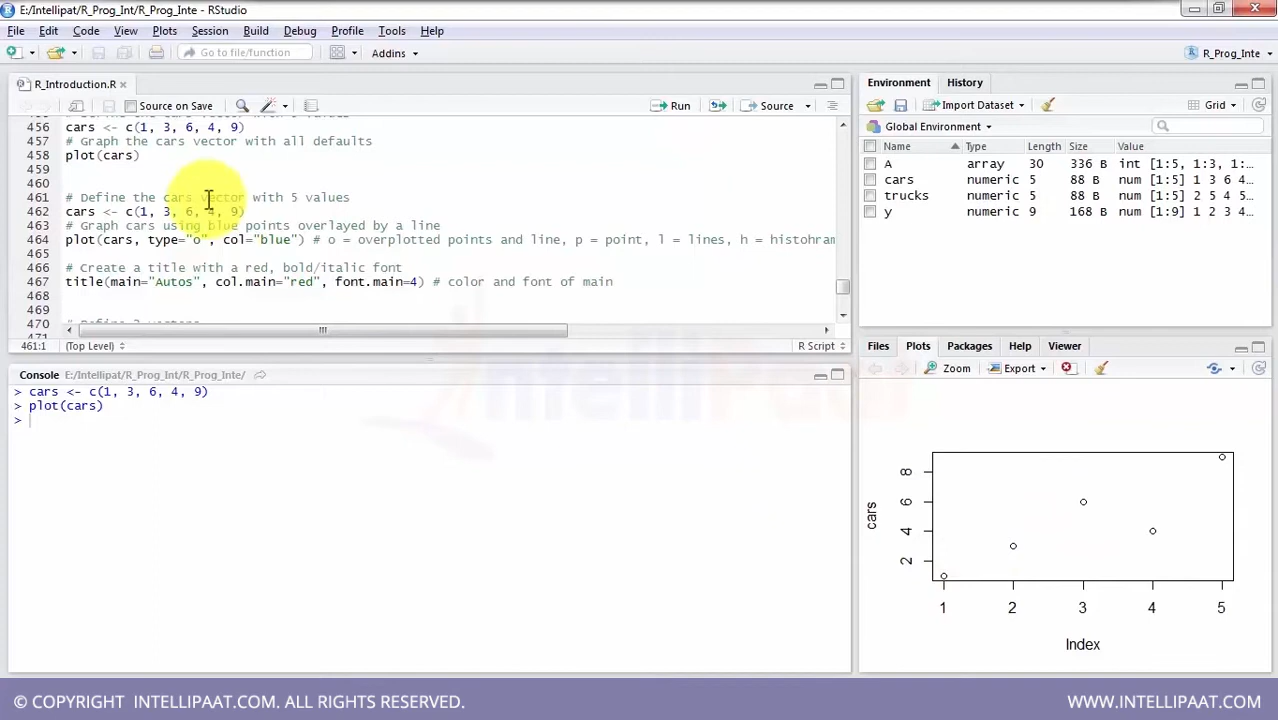 E:/Intellipat/R_Prog_Int/R_Prog_Inte - RStudio
File Edit Code View Plots Session Build Debug Profile Tools Help
Go to file/function Addins R_Prog_Inte
R_Introduction.R
Source on Save Run Source
456 cars <- c(1, 3, 6, 4, 9)
457 # Graph the cars vector with all defaults
458 plot(cars)
459
460
461 # Define the cars vector with 5 values
462 cars <- c(1, 3, 6, 4, 9)
463 # Graph cars using blue points overlayed by a line
464 plot(cars, type="o", col="blue") # o = overplotted points and line, p = point, l = lines, h = histohram
465
466 # Create a title with a red, bold/italic font
467 title(main="Autos", col.main="red", font.main=4) # color and font of main
468
469
470
471
461:1 (Top Level) R Script
Console E:/Intellipat/R_Prog_Int/R_Prog_Inte/
> cars <- c(1, 3, 6, 4, 9)
> plot(cars)
>
Environment History
Import Dataset Grid
Global Environment
Name Type Length Size Value
A array 30 336 B int [1:5, 1:3, 1:...
cars numeric 5 88 B num [1:5] 1 3 6 4...
trucks numeric 5 88 B num [1:5] 2 5 4 5...
y numeric 9 168 B num [1:9] 1 2 3 4...
Files Plots Packages Help Viewer
Zoom Export
cars
8
6
4
2
1 2 3 4 5
Index
IntelliPaat
© COPYRIGHT INTELLIPAAT.COM. ALL RIGHTS RESERVED.
WWW.INTELLIPAAT.COM